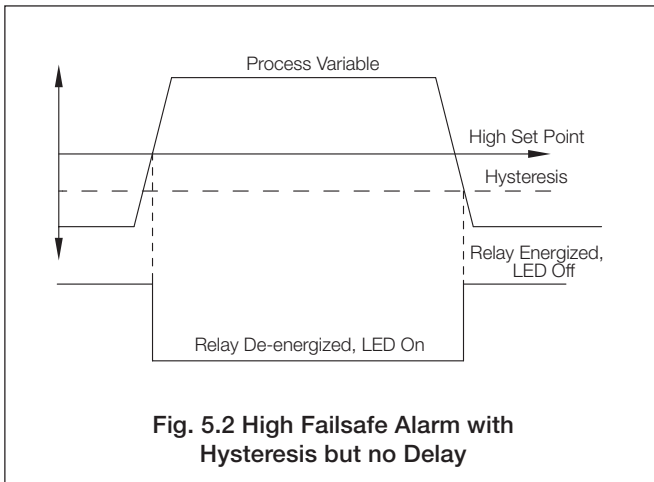 Process Variable
High Set Point
Hysteresis
Relay Energized,
LED Off
Relay De-energized, LED On
Fig. 5.2 High Failsafe Alarm with
Hysteresis but no Delay